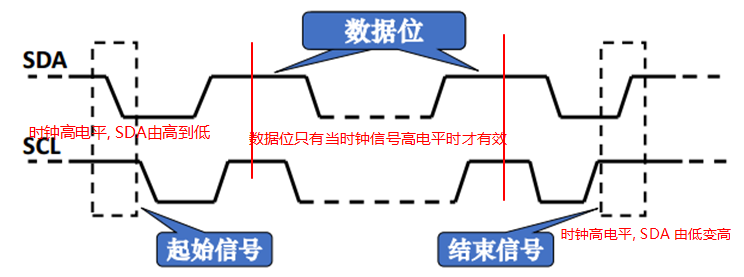 数据位
SDA
时钟高电平, SDA由高到低
数据位只有当时钟信号高电平时才有效
SCL
起始信号
结束信号
时钟高电平, SDA 由低变高